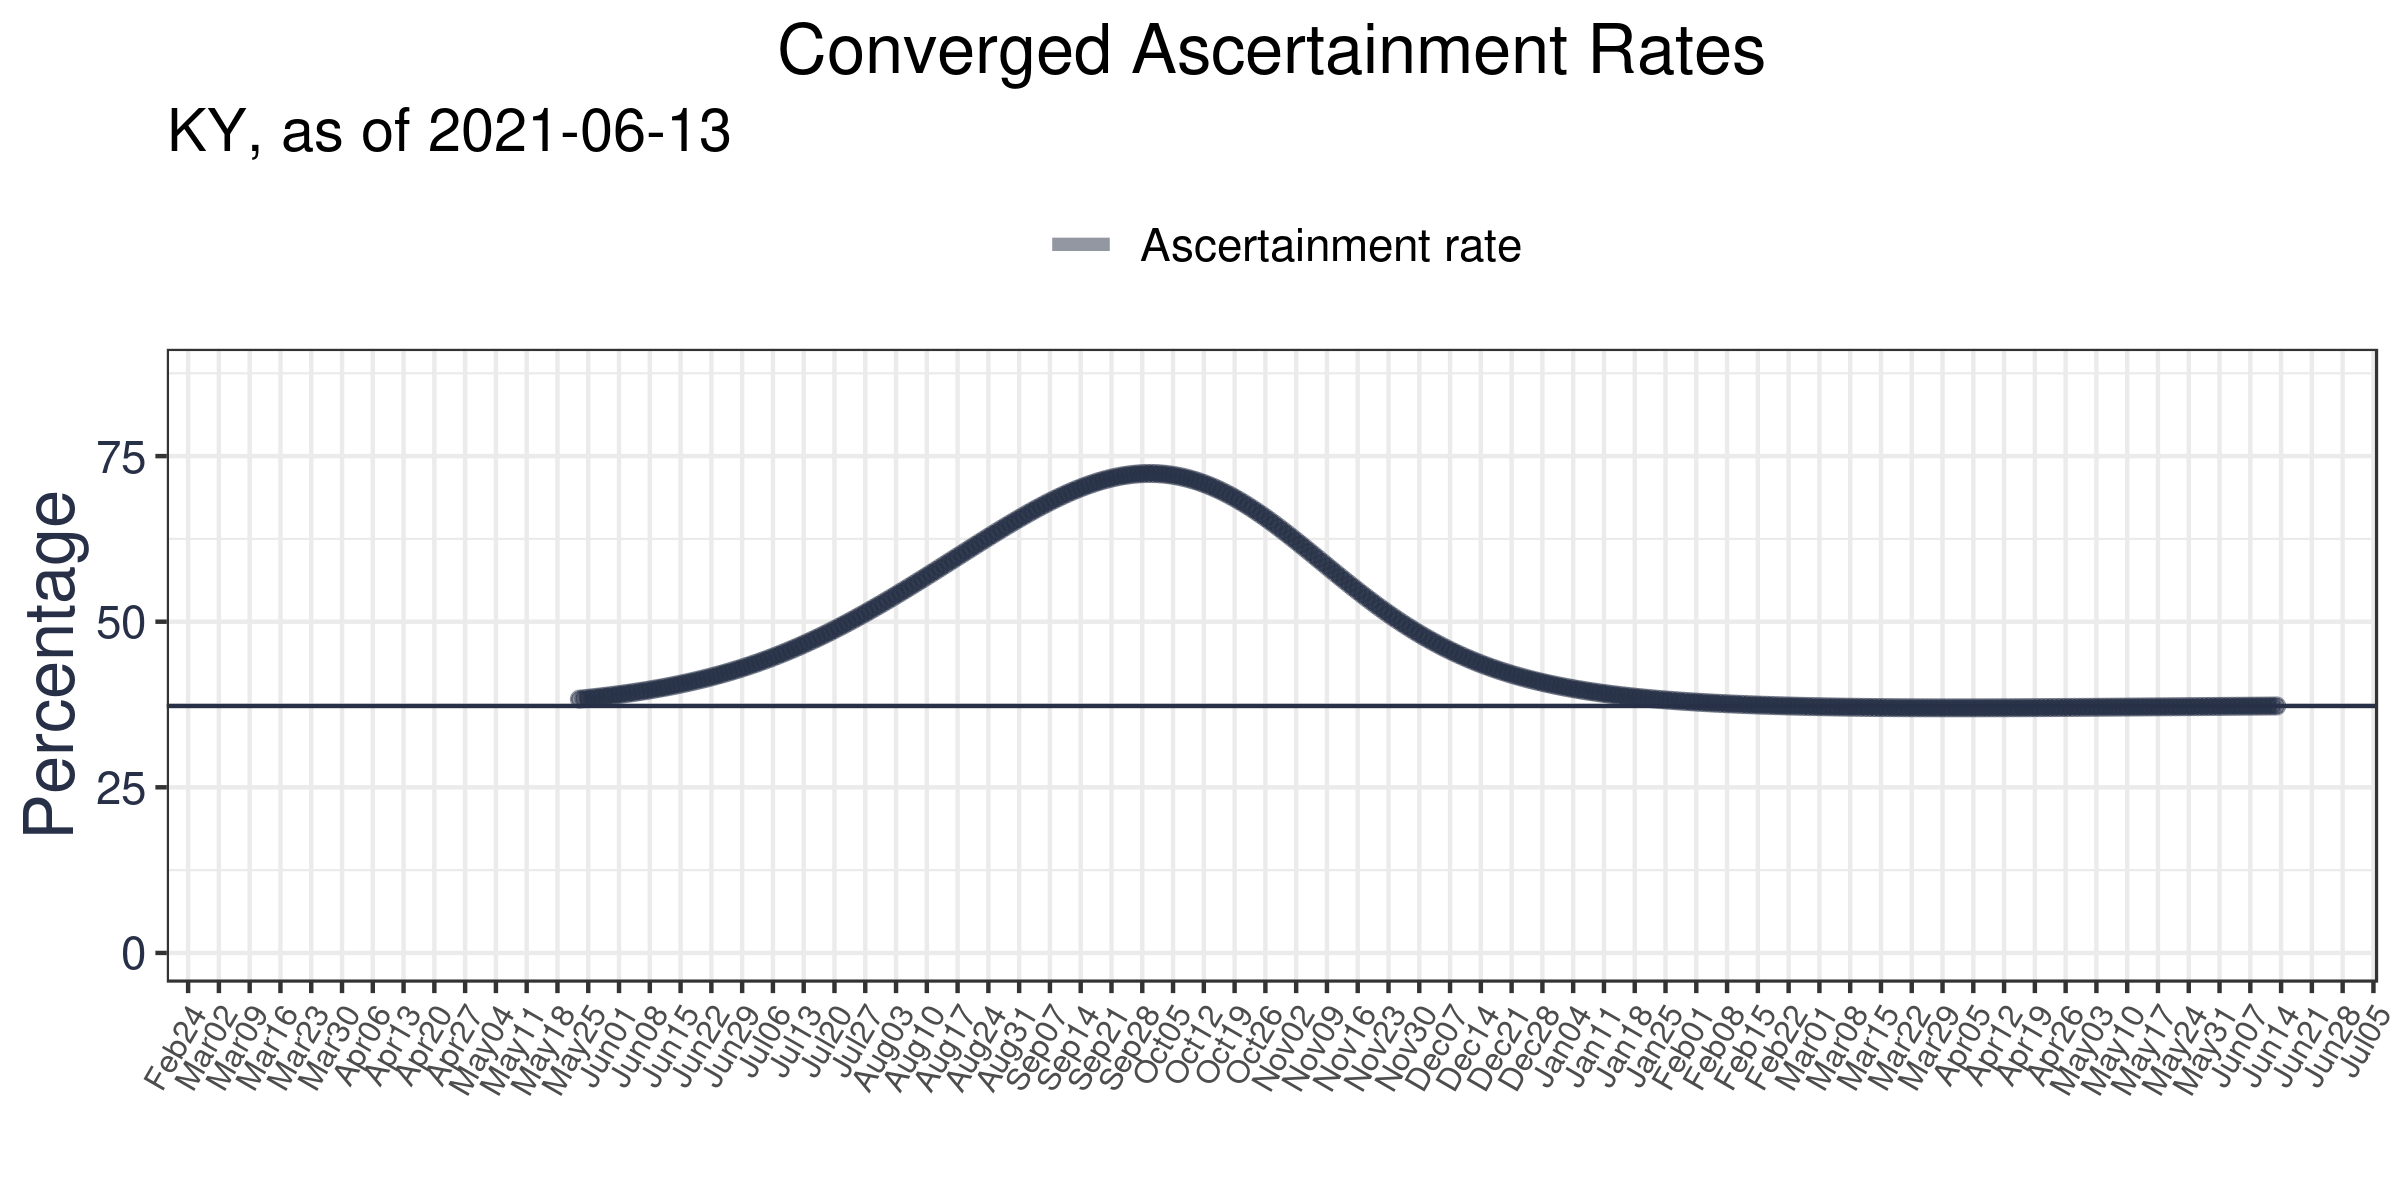 Converged Ascertainment Rates
KY, as of 2021-06-13
Ascertainment rate
Percentage
75
50
25
0
Feb24 Mar02 Mar09 Mar16 Mar23 Mar30 Apr06 Apr13 Apr20 Apr27 May04 May11 May18 May25 Jun01 Jun08 Jun15 Jun22 Jun29 Jul06 Jul13 Jul20 Jul27 Aug03 Aug10 Aug17 Aug24 Aug31 Sep07 Sep14 Sep21 Sep28 Oct05 Oct12 Oct19 Oct26 Nov02 Nov09 Nov16 Nov23 Nov30 Dec07 Dec14 Dec21 Dec28 Jan04 Jan11 Jan18 Jan25 Feb01 Feb08 Feb15 Feb22 Mar01 Mar08 Mar15 Mar22 Mar29 Apr05 Apr12 Apr19 Apr26 May03 May10 May17 May24 May31 Jun07 Jun14 Jun21 Jun28 Jul05